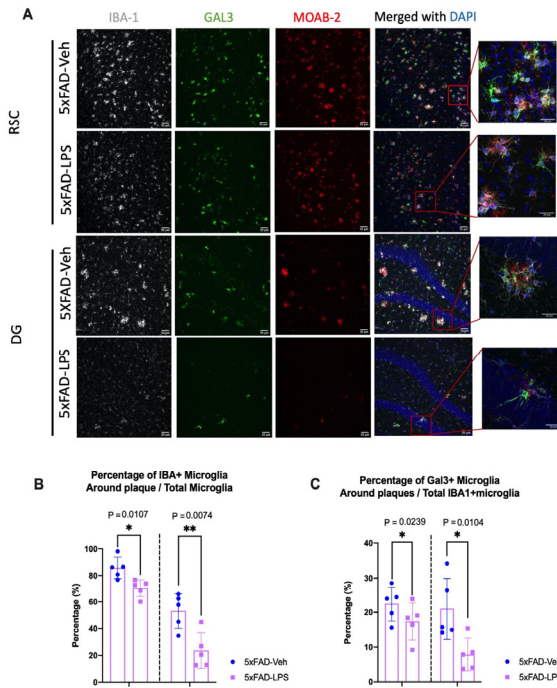 A
IBA-1 GAL3 MOAB-2 Merged with DAPI
RSC
5xFAD-Veh
5xFAD-LPS
DG
5XFAD-Veh
5xFAD-LPS
B
Percentage of IBA+ Microglia
Around plaque / Total Microglia
P = 0.0107
*
P = 0.0074
**
Percentage (%)
100
80
60
40
20
0
5xFAD-Veh
5xFAD-LPS
C
Percentage of Gal3+ Microglia
Around plaques / Total IBA1+microglia
P = 0.0239
*
P = 0.0104
*
Percentage (%)
40
30
20
10
0
5xFAD-Ve
5xFAD-LP